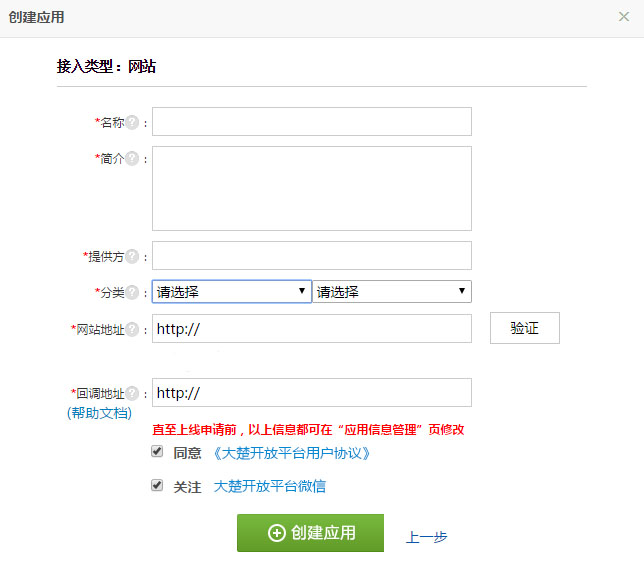 创建应用 ×
接入类型：网站
*名称 ? :
*简介 ? :
*提供方 ? :
*分类 ? : 请选择 请选择
*网站地址 ? : http:// 验证
*回调地址 ? : http://
(帮助文档)
直至上线申请前，以上信息都可在“应用信息管理”页修改
同意 《大楚开放平台用户协议》
关注 大楚开放平台微信
创建应用 上一步